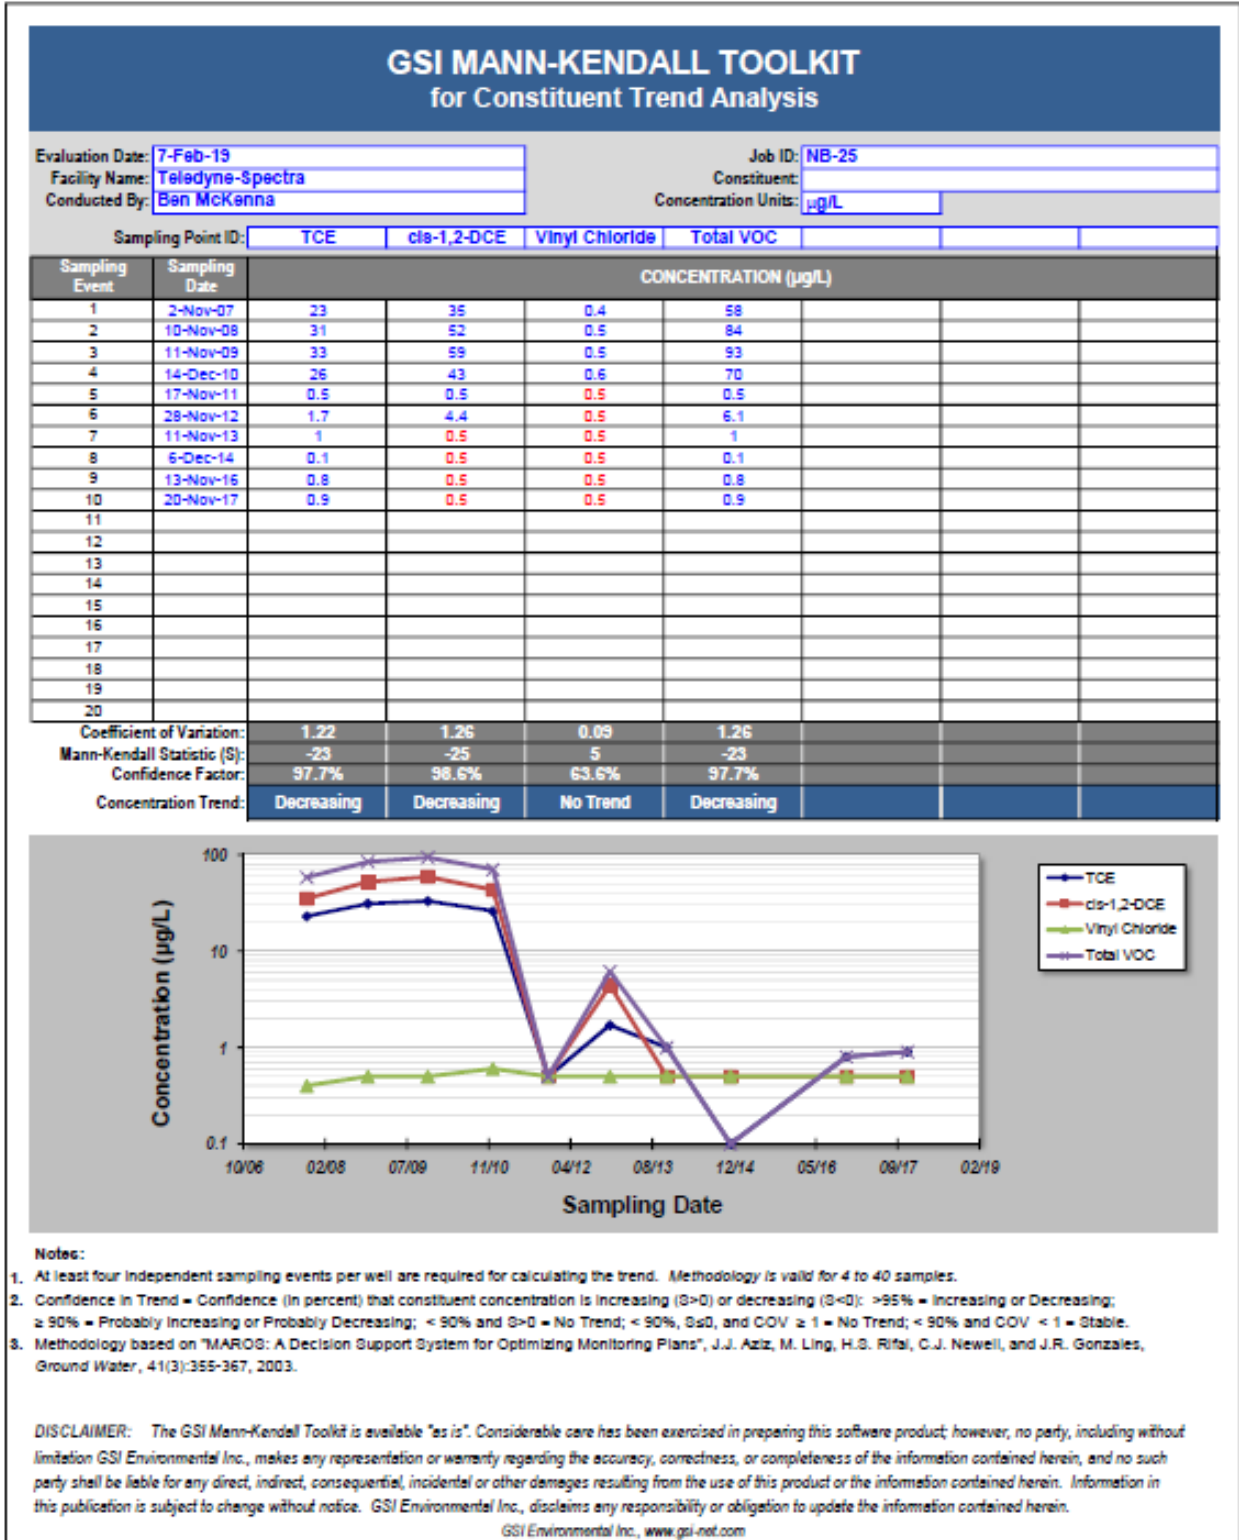 GSI MANN-KENDALL TOOLKIT
for Constituent Trend Analysis
Evaluation Date: 7-Feb-19 Job ID: NB-25
Facility Name: Teledyne-Spectra Constituent:
Conducted By: Ben McKenna Concentration Units: µg/L
Sampling Point ID: TCE cis-1,2-DCE Vinyl Chloride Total VOC
Sampling Event Sampling Date CONCENTRATION (µg/L)
1 2-Nov-07 23 35 0.4 58
2 10-Nov-08 31 52 0.5 84
3 11-Nov-09 33 59 0.5 93
4 14-Dec-10 26 43 0.6 70
5 17-Nov-11 0.5 0.5 0.5 0.5
6 28-Nov-12 1.7 4.4 0.5 6.1
7 11-Nov-13 1 0.5 0.5 1
8 6-Dec-14 0.1 0.5 0.5 0.1
9 13-Nov-16 0.8 0.5 0.5 0.8
10 20-Nov-17 0.9 0.5 0.5 0.9
11
12
13
14
15
16
17
18
19
20
Coefficient of Variation: 1.22 1.26 0.09 1.26
Mann-Kendall Statistic (S): -23 -25 5 -23
Confidence Factor: 97.7% 98.6% 63.6% 97.7%
Concentration Trend: Decreasing Decreasing No Trend Decreasing
Concentration (µg/L)
100
10
1
0.1
10/06 02/08 07/09 11/10 04/12 08/13 12/14 05/16 09/17 02/19
Sampling Date
TCE
cis-1,2-DCE
Vinyl Chloride
Total VOC
Notes:
1. At least four independent sampling events per well are required for calculating the trend. Methodology is valid for 4 to 40 samples.
2. Confidence in Trend = Confidence (in percent) that constituent concentration is increasing (S>0) or decreasing (S<0): >95% = Increasing or Decreasing;
≥ 90% = Probably Increasing or Probably Decreasing; < 90% and S>0 = No Trend; < 90%, S≤0, and COV ≥ 1 = No Trend; < 90% and COV < 1 = Stable.
3. Methodology based on "MAROS: A Decision Support System for Optimizing Monitoring Plans", J.J. Aziz, M. Ling, H.S. Rifai, C.J. Newell, and J.R. Gonzales,
Ground Water, 41(3):355-367, 2003.
DISCLAIMER: The GSI Mann-Kendall Toolkit is available "as is". Considerable care has been exercised in preparing this software product; however, no party, including without
limitation GSI Environmental Inc., makes any representation or warranty regarding the accuracy, correctness, or completeness of the information contained herein, and no such
party shall be liable for any direct, indirect, consequential, incidental or other damages resulting from the use of this product or the information contained herein. Information in
this publication is subject to change without notice. GSI Environmental Inc., disclaims any responsibility or obligation to update the information contained herein.
GSI Environmental Inc., www.gsi-net.com